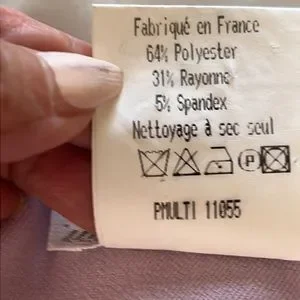 Fabriqué en France
64% Polyester
31% Rayonne
5% Spandex
Nettoyage à sec seul
P
PMULTI 11055